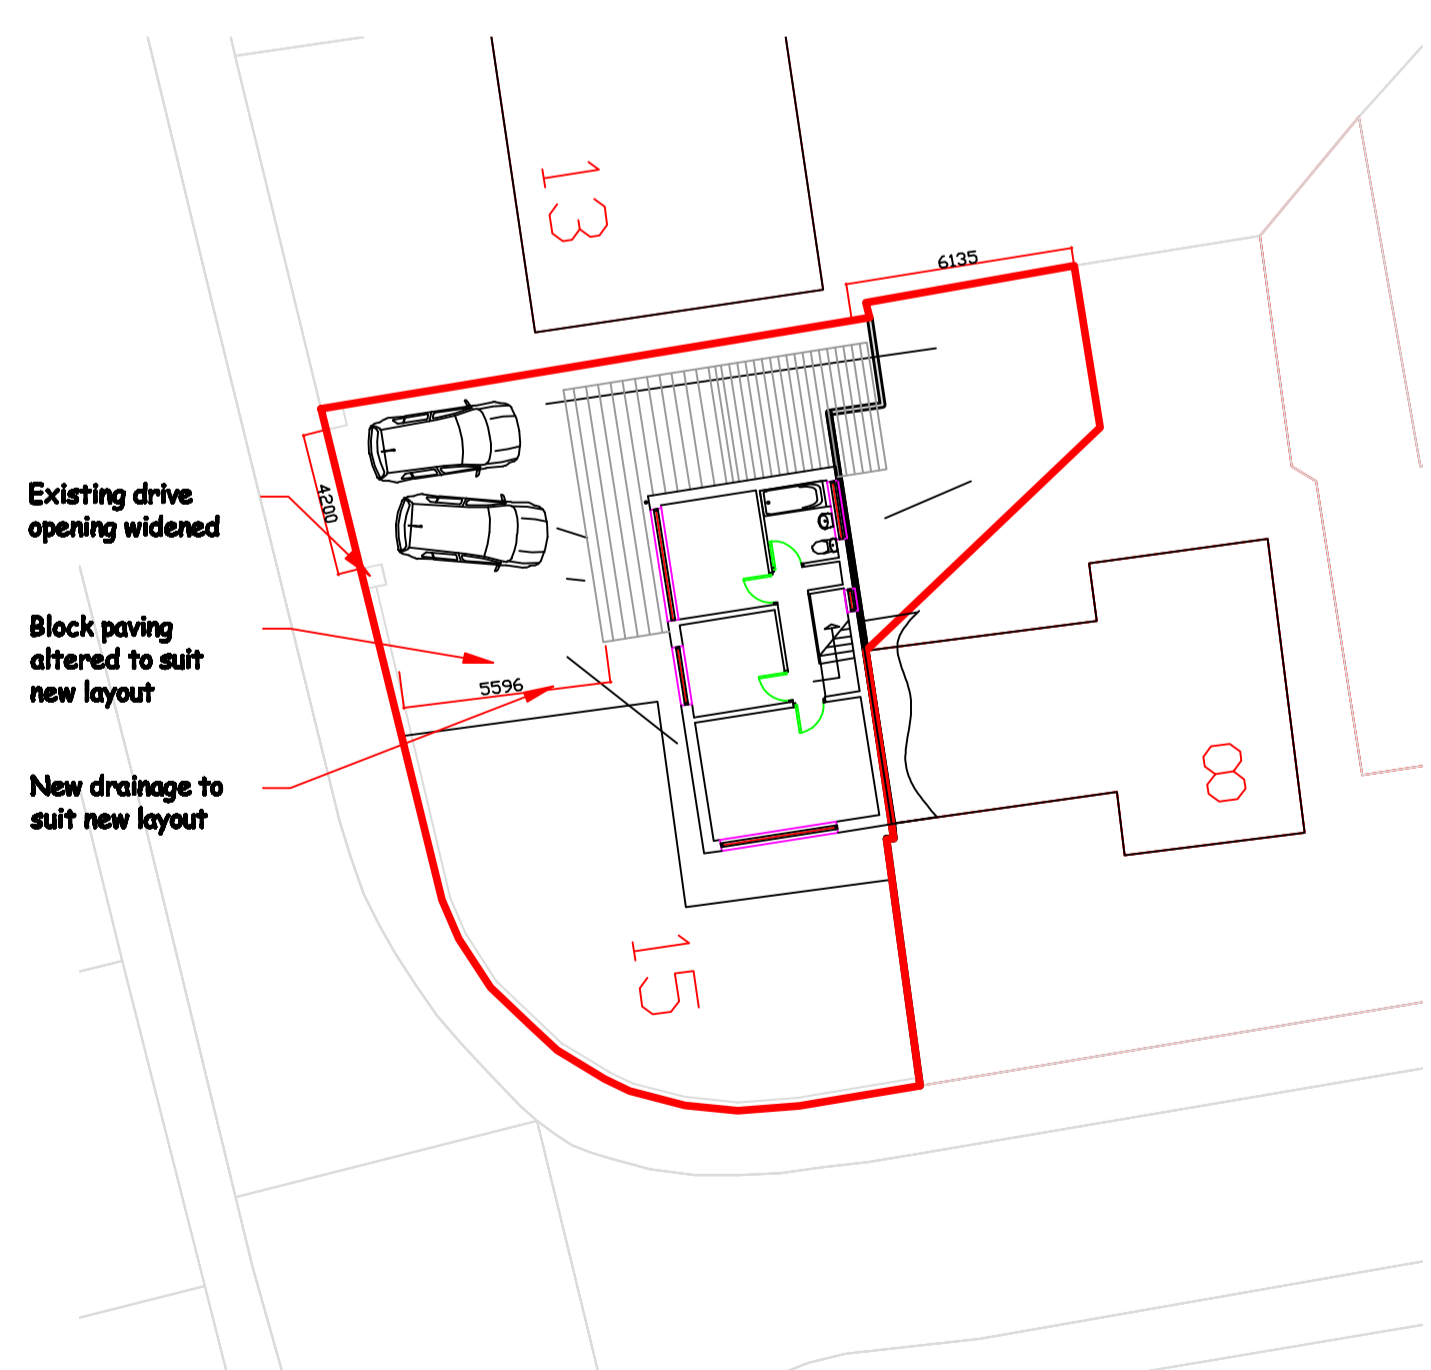 13
6135
Existing drive
opening widened
4200
Block paving
altered to suit
new layout
5596
New drainage to
suit new layout
8
15